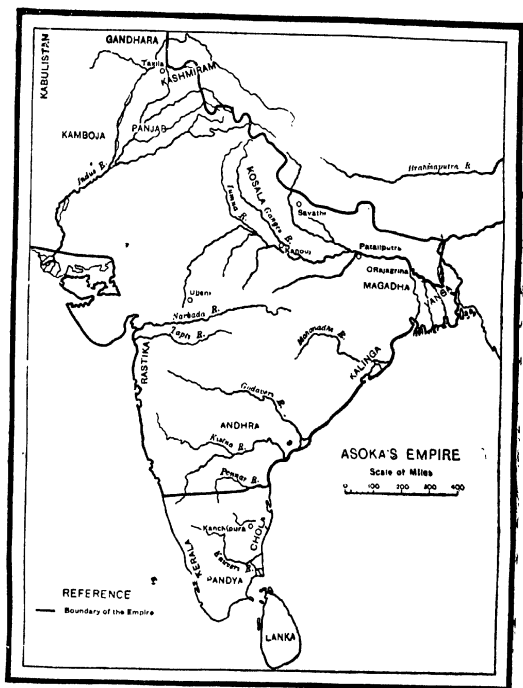 GANDHARA
KABULISTAN
Taxila
KASHMIRAM
KAMBOJA
PANJAB
Indus R.
Brahmaputra R
KOSALA
Jumna R.
Ganges R.
Savathi
Kanouj
Pataliputra
Rajagriha
MAGADHA
VANGA
Ujeni
Narbada R.
Tapti R.
Mahanadi R.
KALINGA
RASTIKA
Godavari R.
ANDHRA
Kistna R.
Pennar R.
ASOKA'S EMPIRE
Scale of Miles
0 100 200 300 400
Kanchipura
CHOLA
KERALA
Kaveri R.
PANDYA
REFERENCE
Boundary of the Empire
LANKA